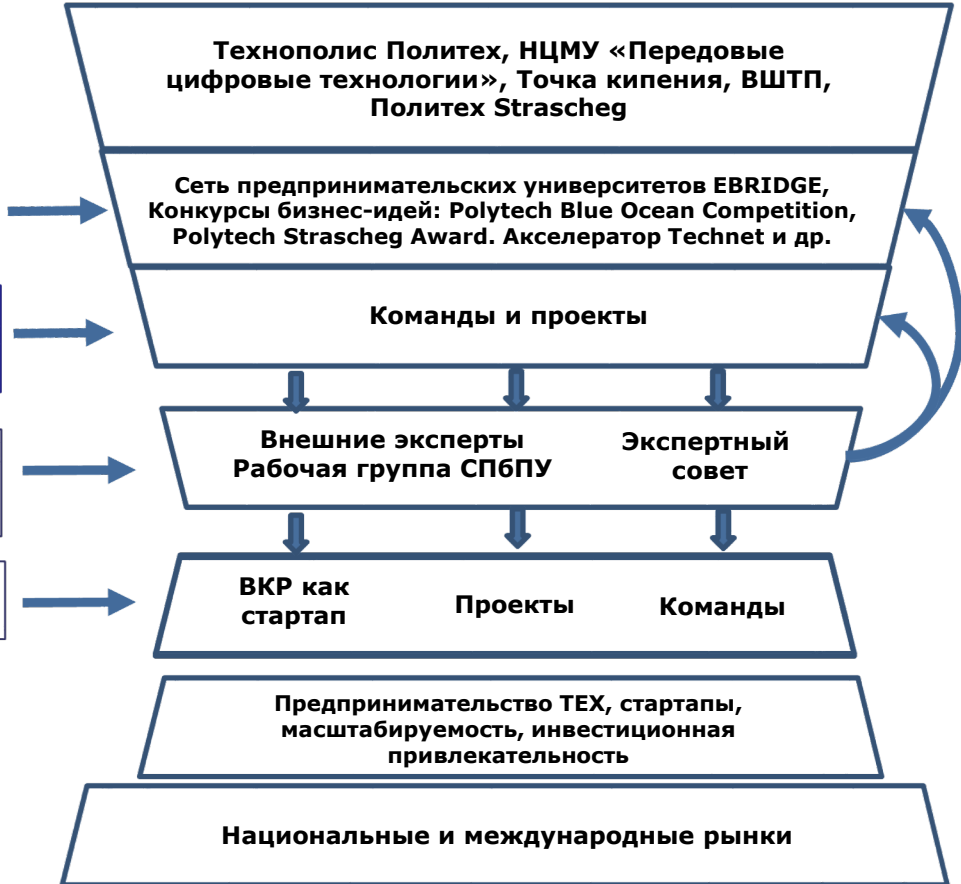 Технополис Политех, НЦМУ «Передовые
цифровые технологии», Точка кипения, ВШТП,
Политех Strascheg
Сеть предпринимательских университетов EBRIDGE,
Конкурсы бизнес-идей: Polytech Blue Ocean Competition,
Polytech Strascheg Award. Акселератор Technet и др.
Команды и проекты
Внешние эксперты
Рабочая группа СПбПУ
Экспертный
совет
ВКР как
стартап
Проекты
Команды
Предпринимательство ТЕХ, стартапы,
масштабируемость, инвестиционная
привлекательность
Национальные и международные рынки